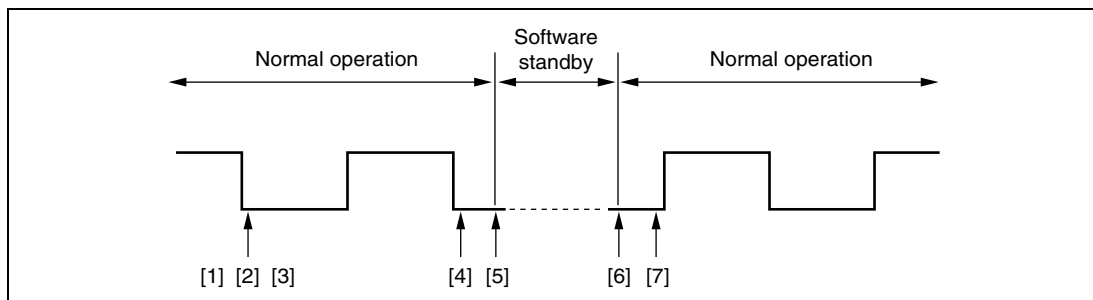 Software
standby
Normal operation
Normal operation
[1] [2] [3] [4] [5] [6] [7]